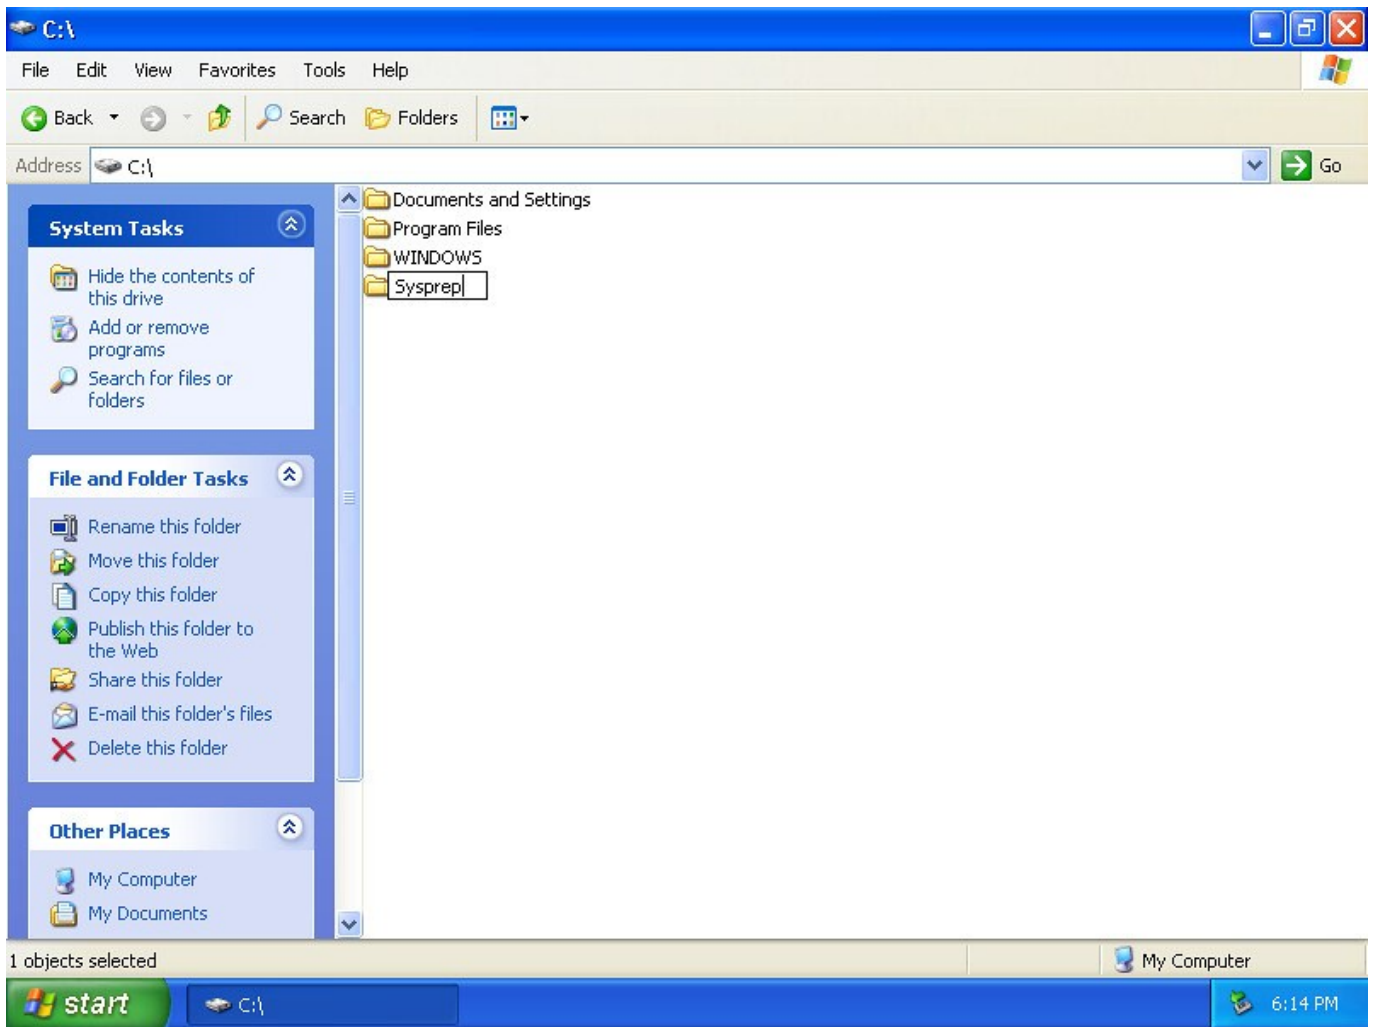 C:\
File Edit View Favorites Tools Help
Back Search Folders
Address C:\ Go
System Tasks
Hide the contents of
this drive
Add or remove
programs
Search for files or
folders
File and Folder Tasks
Rename this folder
Move this folder
Copy this folder
Publish this folder to
the Web
Share this folder
E-mail this folder's files
Delete this folder
Other Places
My Computer
My Documents
Documents and Settings
Program Files
WINDOWS
Sysprep
1 objects selected
My Computer
start C:\ 6:14 PM